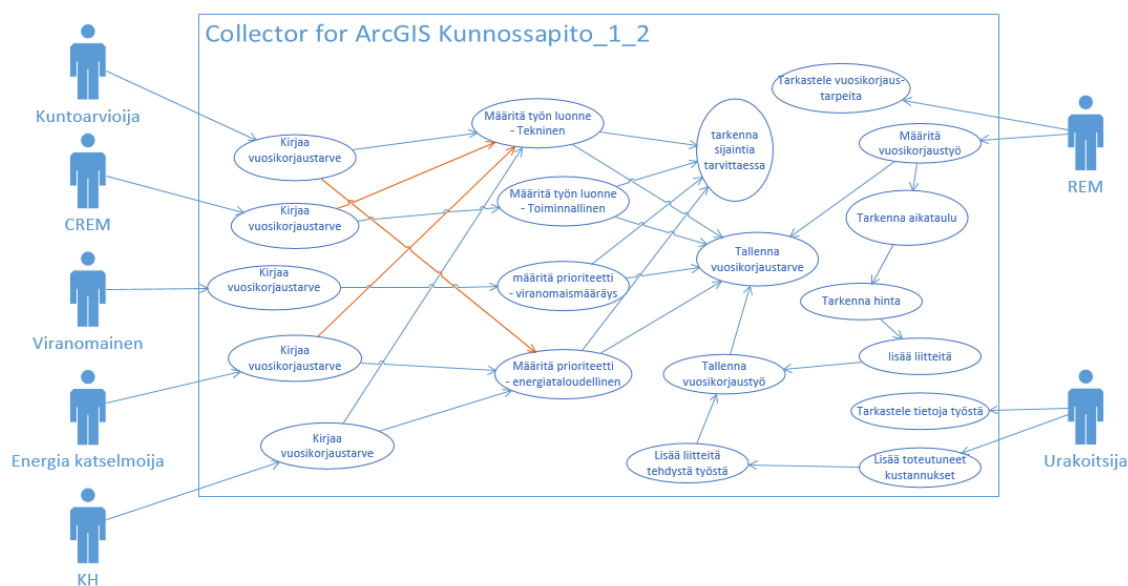 Collector for ArcGIS Kunnossapito_1_2
Kuntoarvioija
CREM
Viranomainen
Energia katselmoija
KH
Kirjaa
vuosikorjaustarve
Kirjaa
vuosikorjaustarve
Kirjaa
vuosikorjaustarve
Kirjaa
vuosikorjaustarve
Kirjaa
vuosikorjaustarve
Määritä työn luonne
- Tekninen
Määritä työn luonne
- Toiminnallinen
määritä prioriteetti
- viranomaismääräys
Määritä prioriteetti
- energiataloudellinen
tarkenna
sijaintia
tarvittaessa
Tallenna
vuosikorjaustarve
Tallenna
vuosikorjaustyö
Lisää liitteitä
tehdystä työstä
Tarkastele vuosikorjaus-
tarpeita
Määritä
vuosikorjaustyö
Tarkenna aikataulu
Tarkenna hinta
lisää liitteitä
Tarkastele tietoja työstä
Lisää toteutuneet
kustannukset
REM
Urakoitsija